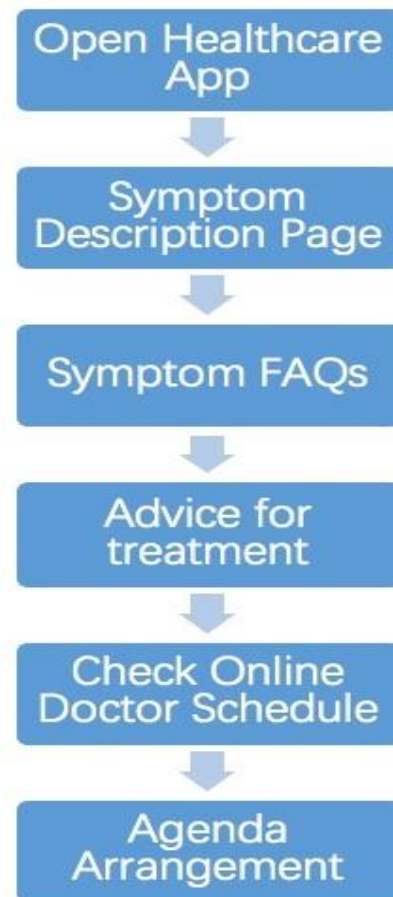 Open Healthcare
App
Symptom
Description Page
Symptom FAQs
Advice for
treatment
Check Online
Doctor Schedule
Agenda
Arrangement